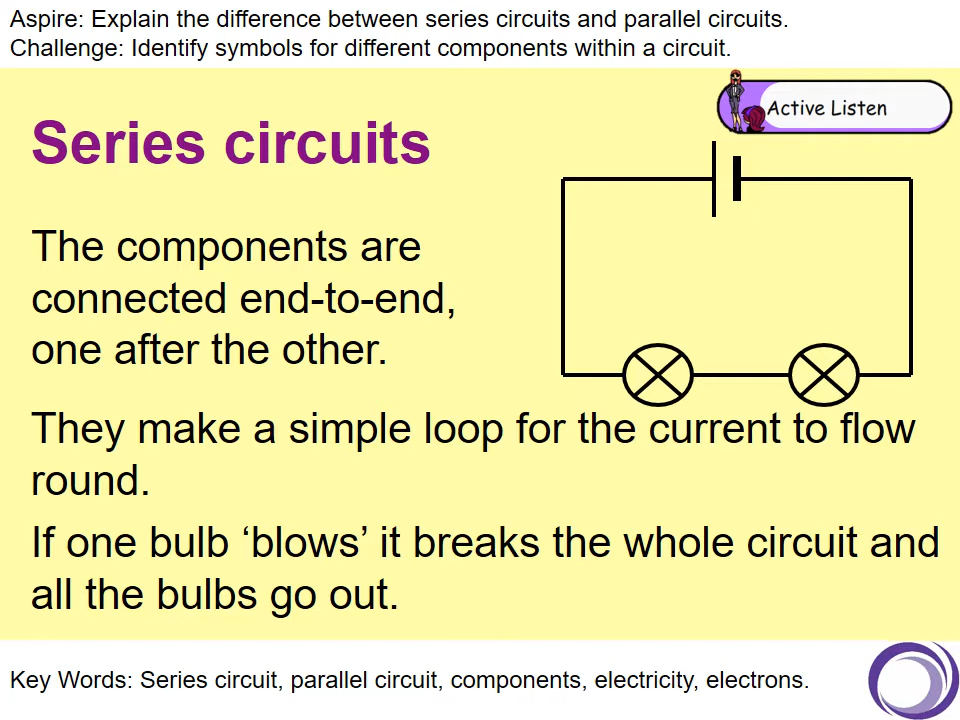 Aspire: Explain the difference between series circuits and parallel circuits.
Challenge: Identify symbols for different components within a circuit.
Active Listen
Series circuits
The components are
connected end-to-end,
one after the other.
They make a simple loop for the current to flow
round.
If one bulb ‘blows’ it breaks the whole circuit and
all the bulbs go out.
Key Words: Series circuit, parallel circuit, components, electricity, electrons.